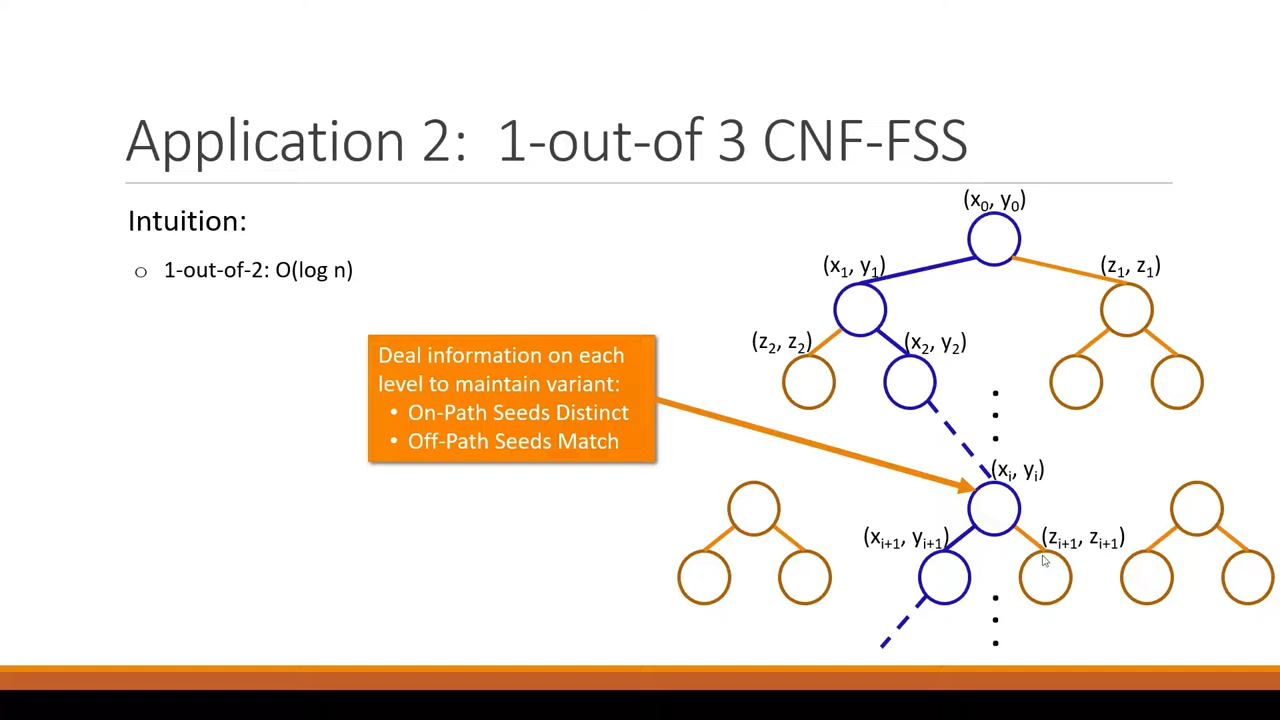 Application 2: 1-out-of 3 CNF-FSS
Intuition:
o 1-out-of-2: O(log n)
Deal information on each
level to maintain variant:
• On-Path Seeds Distinct
• Off-Path Seeds Match
(x₀, y₀)
(x₁, y₁)
(z₁, z₁)
(z₂, z₂)
(x₂, y₂)
(xᵢ, yᵢ)
(xᵢ₊₁, yᵢ₊₁)
(zᵢ₊₁, zᵢ₊₁)